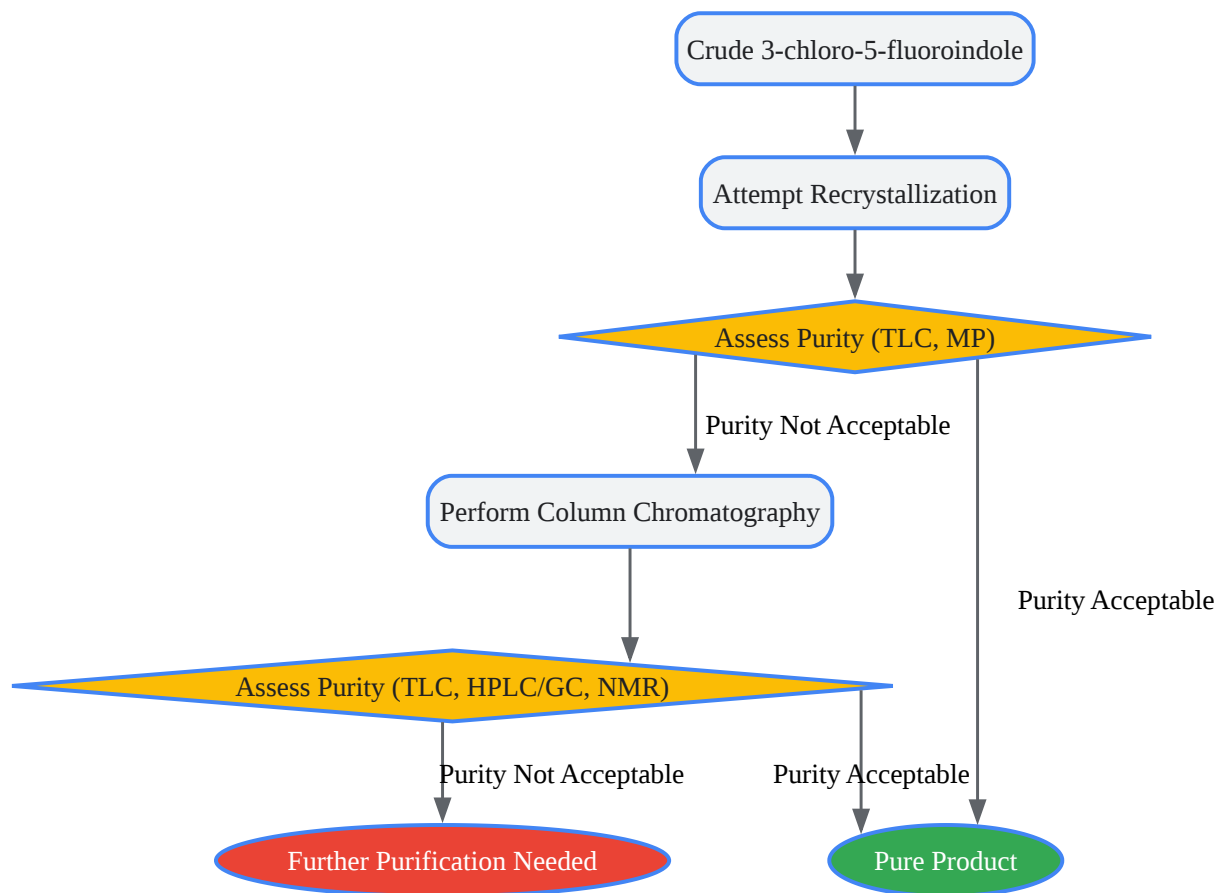 Crude 3-chloro-5-fluoroindole
Attempt Recrystallization
Assess Purity (TLC, MP)
Purity Not Acceptable
Perform Column Chromatography
Purity Acceptable
Assess Purity (TLC, HPLC/GC, NMR)
Purity Not Acceptable
Purity Acceptable
Further Purification Needed
Pure Product